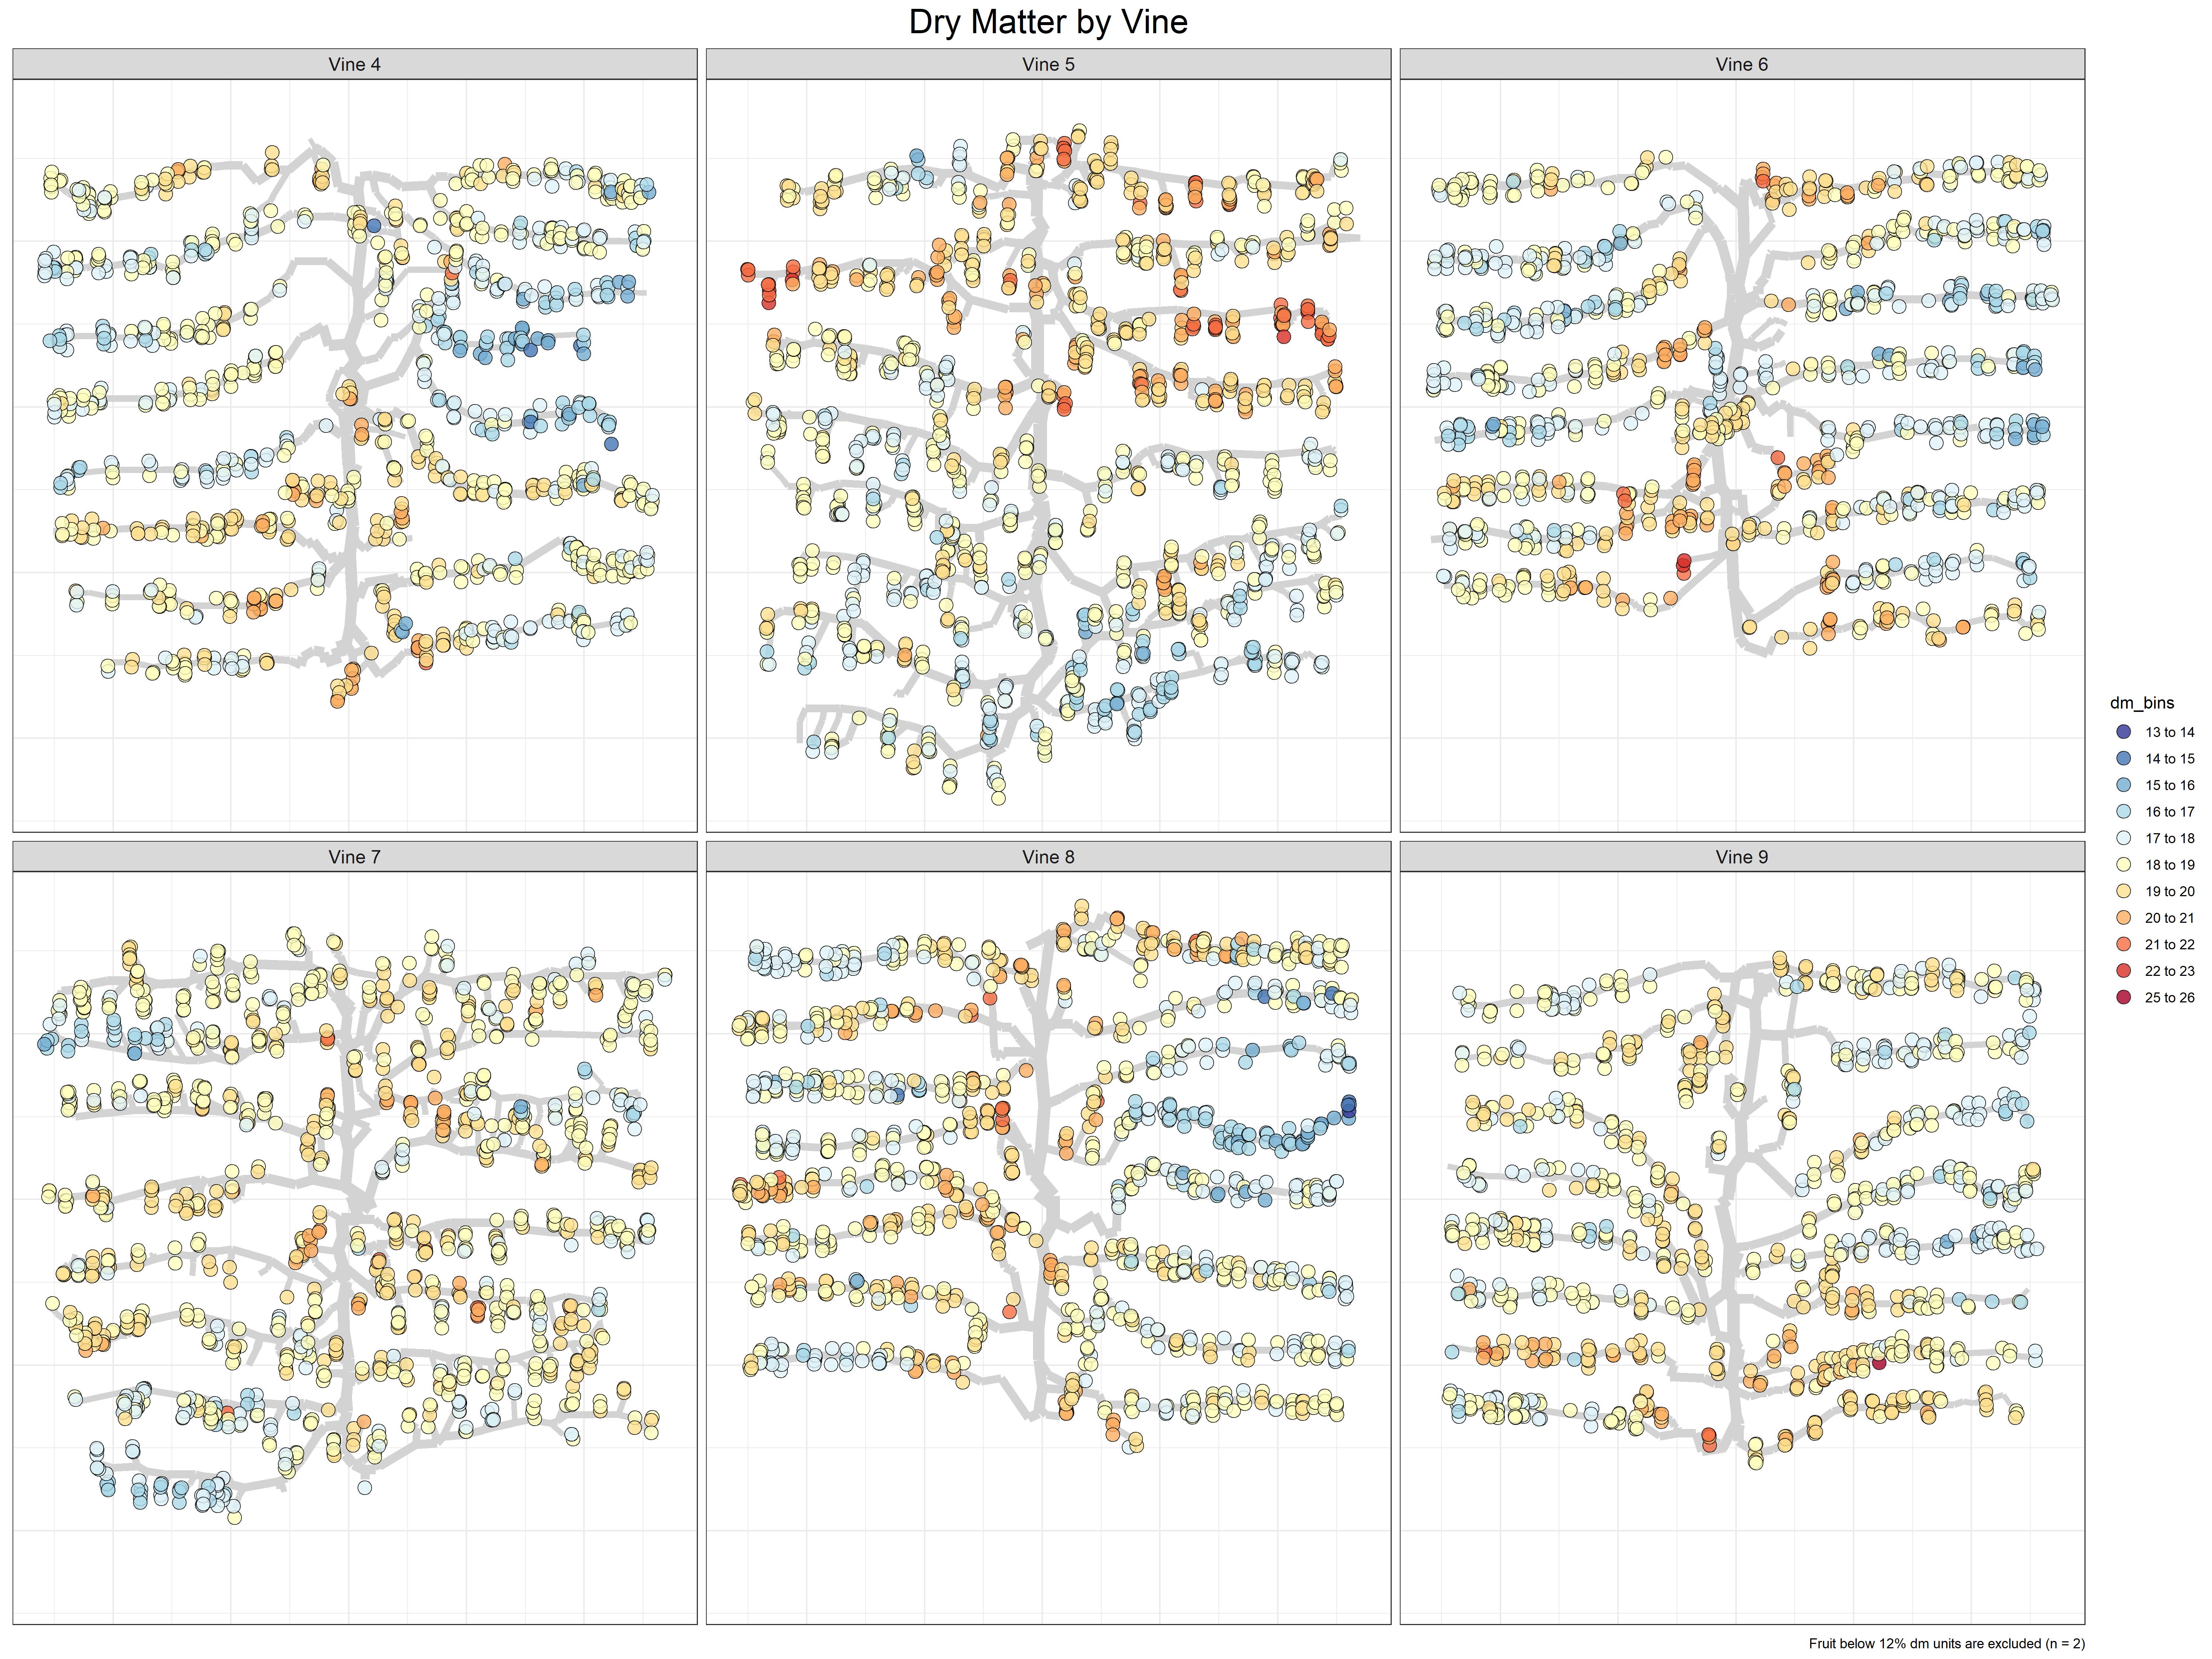 Dry Matter by Vine
Vine 4
Vine 5
Vine 6
Vine 7
Vine 8
Vine 9
dm_bins
13 to 14
14 to 15
15 to 16
16 to 17
17 to 18
18 to 19
19 to 20
20 to 21
21 to 22
22 to 23
25 to 26
Fruit below 12% dm units are excluded (n = 2)